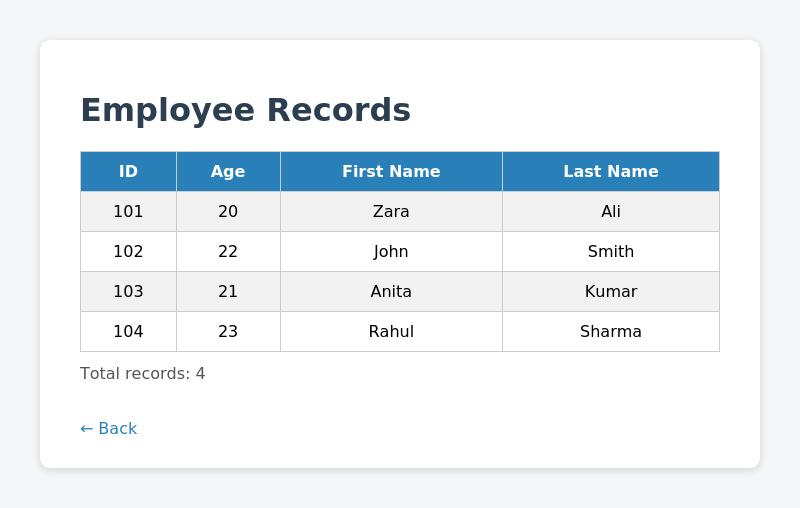 Employee Records
ID Age First Name Last Name
101 20 Zara Ali
102 22 John Smith
103 21 Anita Kumar
104 23 Rahul Sharma
Total records: 4
← Back